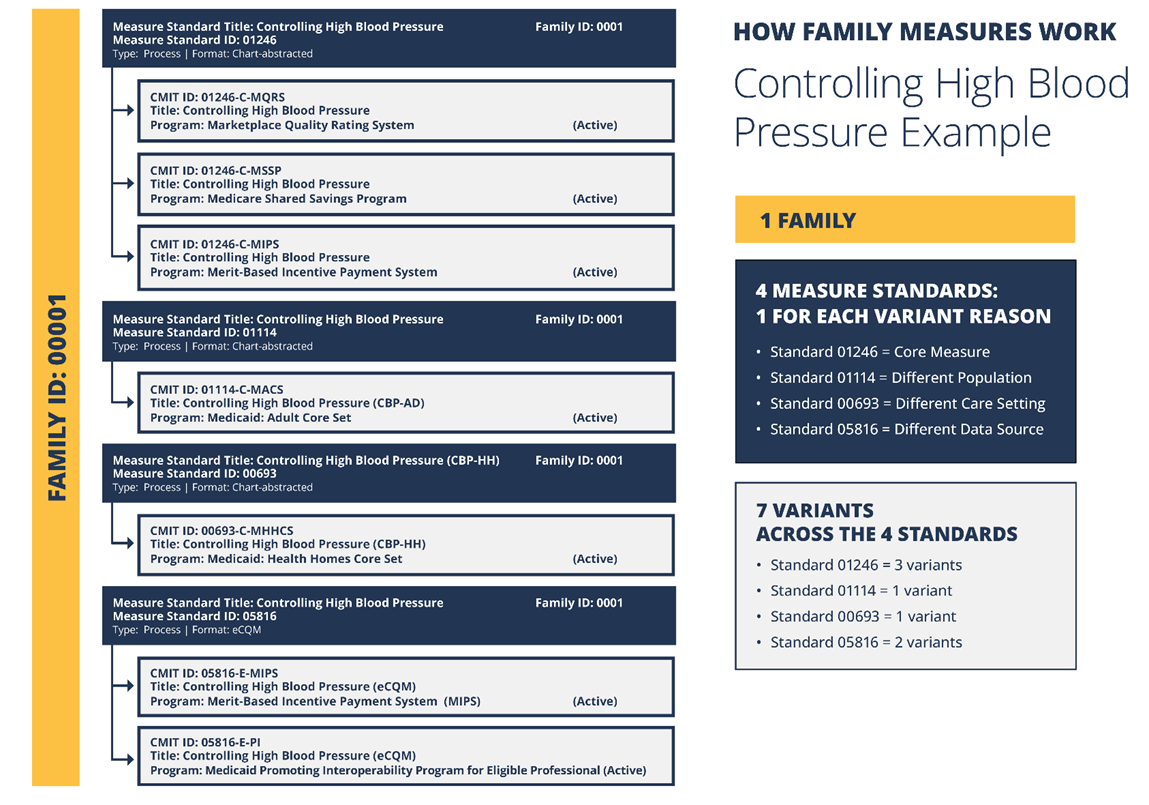 FAMILY ID: 00001
Measure Standard Title: Controlling High Blood Pressure Family ID: 0001
Measure Standard ID: 01246
Type: Process | Format: Chart-abstracted
CMIT ID: 01246-C-MQRS
Title: Controlling High Blood Pressure
Program: Marketplace Quality Rating System (Active)
CMIT ID: 01246-C-MSSP
Title: Controlling High Blood Pressure
Program: Medicare Shared Savings Program (Active)
CMIT ID: 01246-C-MIPS
Title: Controlling High Blood Pressure
Program: Merit-Based Incentive Payment System (Active)
Measure Standard Title: Controlling High Blood Pressure Family ID: 0001
Measure Standard ID: 01114
Type: Process | Format: Chart-abstracted
CMIT ID: 01114-C-MACS
Title: Controlling High Blood Pressure (CBP-AD)
Program: Medicaid: Adult Core Set (Active)
Measure Standard Title: Controlling High Blood Pressure (CBP-HH) Family ID: 0001
Measure Standard ID: 00693
Type: Process | Format: Chart-abstracted
CMIT ID: 00693-C-MHHCS
Title: Controlling High Blood Pressure (CBP-HH)
Program: Medicaid: Health Homes Core Set (Active)
Measure Standard Title: Controlling High Blood Pressure Family ID: 0001
Measure Standard ID: 05816
Type: Process | Format: eCQM
CMIT ID: 05816-E-MIPS
Title: Controlling High Blood Pressure (eCQM)
Program: Merit-Based Incentive Payment System (MIPS) (Active)
CMIT ID: 05816-E-PI
Title: Controlling High Blood Pressure (eCQM)
Program: Medicaid Promoting Interoperability Program for Eligible Professional (Active)
HOW FAMILY MEASURES WORK
Controlling High Blood
Pressure Example
1 FAMILY
4 MEASURE STANDARDS:
1 FOR EACH VARIANT REASON
• Standard 01246 = Core Measure
• Standard 01114 = Different Population
• Standard 00693 = Different Care Setting
• Standard 05816 = Different Data Source
7 VARIANTS
ACROSS THE 4 STANDARDS
• Standard 01246 = 3 variants
• Standard 01114 = 1 variant
• Standard 00693 = 1 variant
• Standard 05816 = 2 variants